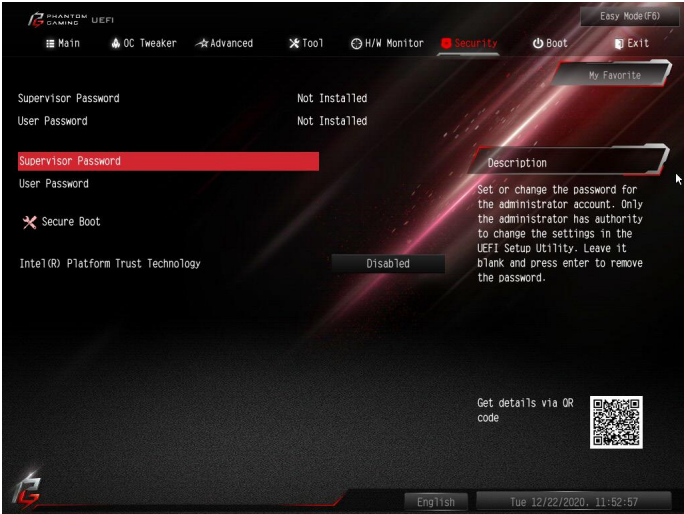 PHANTOM
GAMING UEFI
Easy Mode(F6)
Main OC Tweaker Advanced Tool H/W Monitor Security Boot Exit
My Favorite
Supervisor Password Not Installed
User Password Not Installed
Supervisor Password
User Password
Secure Boot
Intel(R) Platform Trust Technology Disabled
Description
Set or change the password for
the administrator account. Only
the administrator has authority
to change the settings in the
UEFI Setup Utility. Leave it
blank and press enter to remove
the password.
Get details via QR
code
English Tue 12/22/2020, 11:52:57